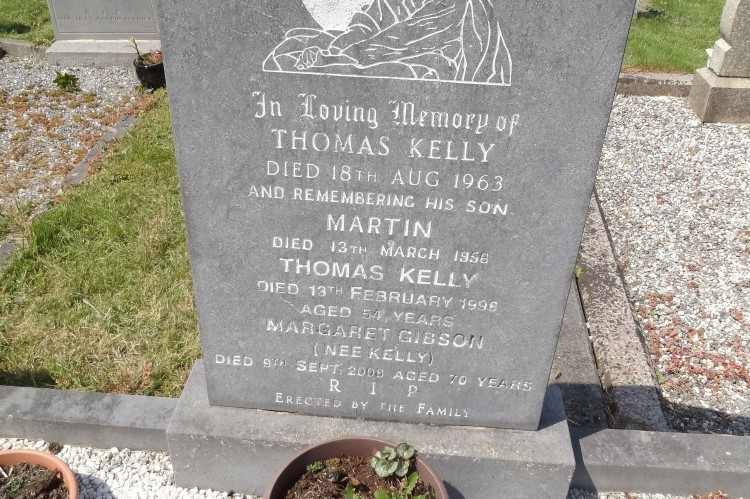 In Loving Memory of
THOMAS KELLY
DIED 18TH AUG 1963
AND REMEMBERING HIS SON
MARTIN
DIED 13TH MARCH 1958
THOMAS KELLY
DIED 13TH FEBRUARY 1998
AGED 54 YEARS
MARGARET GIBSON
(NEE KELLY)
DIED 9TH SEPT. 2008 AGED 70 YEARS
R I P
ERECTED BY THE FAMILY